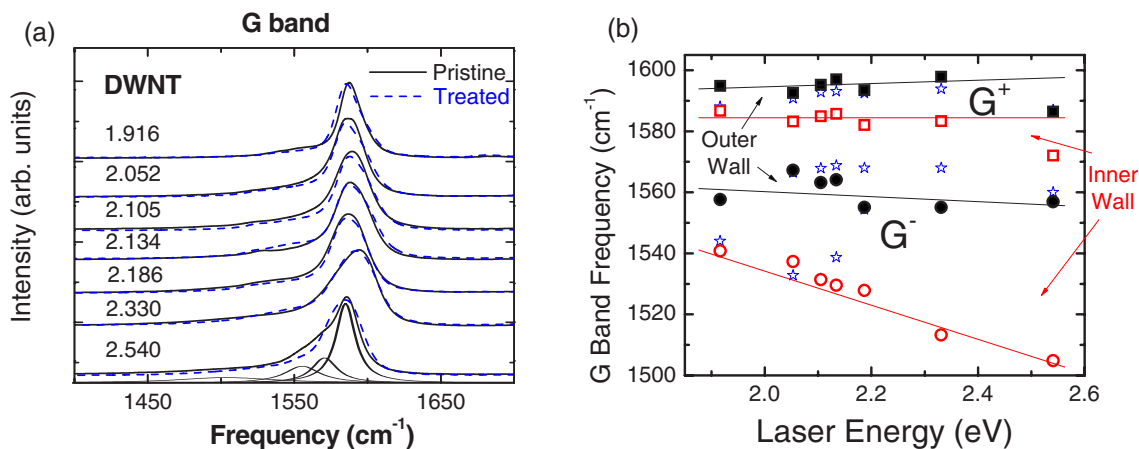 (a)
G band
DWNT
Pristine
Treated
1.916
2.052
2.105
2.134
2.186
2.330
2.540
Intensity (arb. units)
1450
1550
1650
Frequency (cm⁻¹)
(b)
1600
1580
1560
1540
1520
1500
G Band Frequency (cm⁻¹)
G⁺
Outer
Wall
Inner
Wall
G⁻
2.0
2.2
2.4
2.6
Laser Energy (eV)